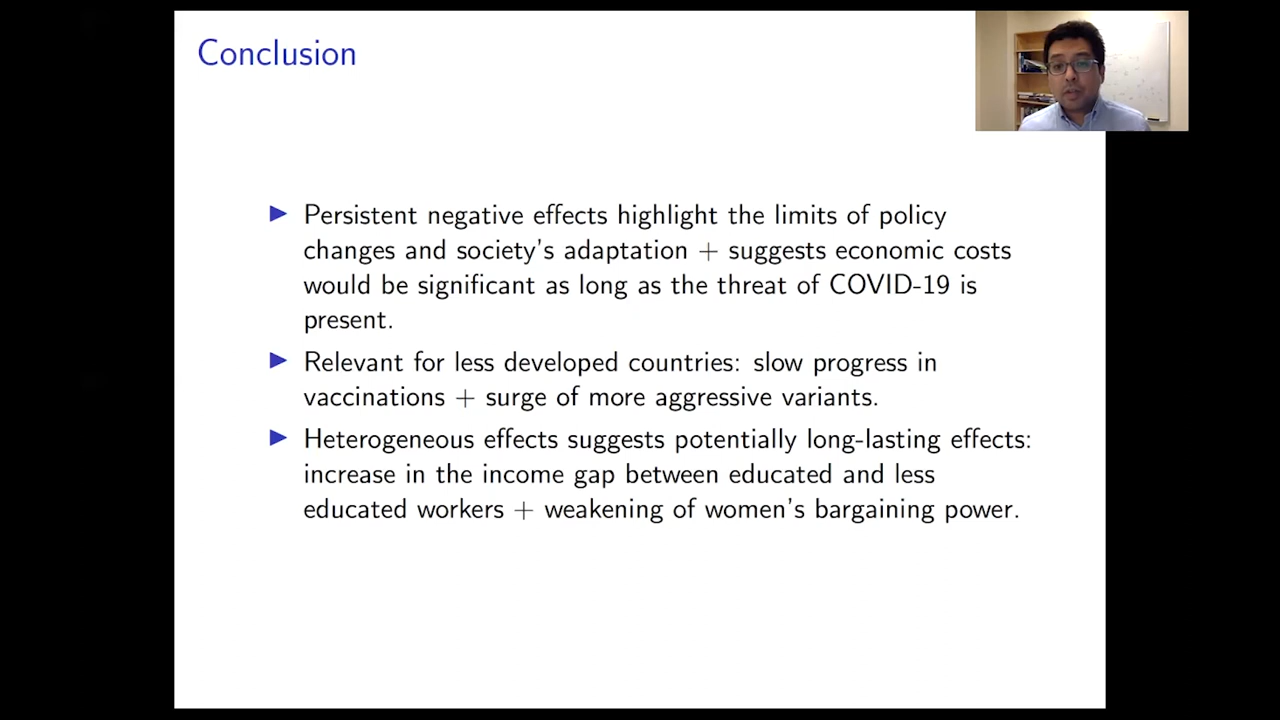 Conclusion
▶ Persistent negative effects highlight the limits of policy
changes and society's adaptation + suggests economic costs
would be significant as long as the threat of COVID-19 is
present.
▶ Relevant for less developed countries: slow progress in
vaccinations + surge of more aggressive variants.
▶ Heterogeneous effects suggests potentially long-lasting effects:
increase in the income gap between educated and less
educated workers + weakening of women's bargaining power.